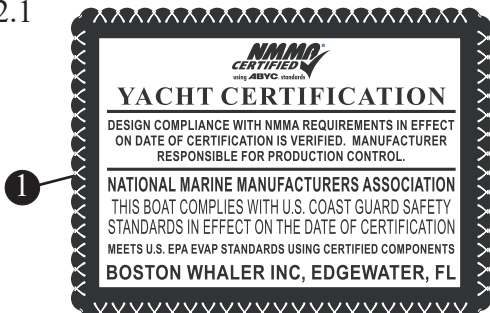 2.1
NMMA®
CERTIFIED
using ABYC standards
YACHT CERTIFICATION
DESIGN COMPLIANCE WITH NMMA REQUIREMENTS IN EFFECT
ON DATE OF CERTIFICATION IS VERIFIED. MANUFACTURER
RESPONSIBLE FOR PRODUCTION CONTROL.
1
NATIONAL MARINE MANUFACTURERS ASSOCIATION
THIS BOAT COMPLIES WITH U.S. COAST GUARD SAFETY
STANDARDS IN EFFECT ON THE DATE OF CERTIFICATION
MEETS U.S. EPA EVAP STANDARDS USING CERTIFIED COMPONENTS
BOSTON WHALER INC, EDGEWATER, FL